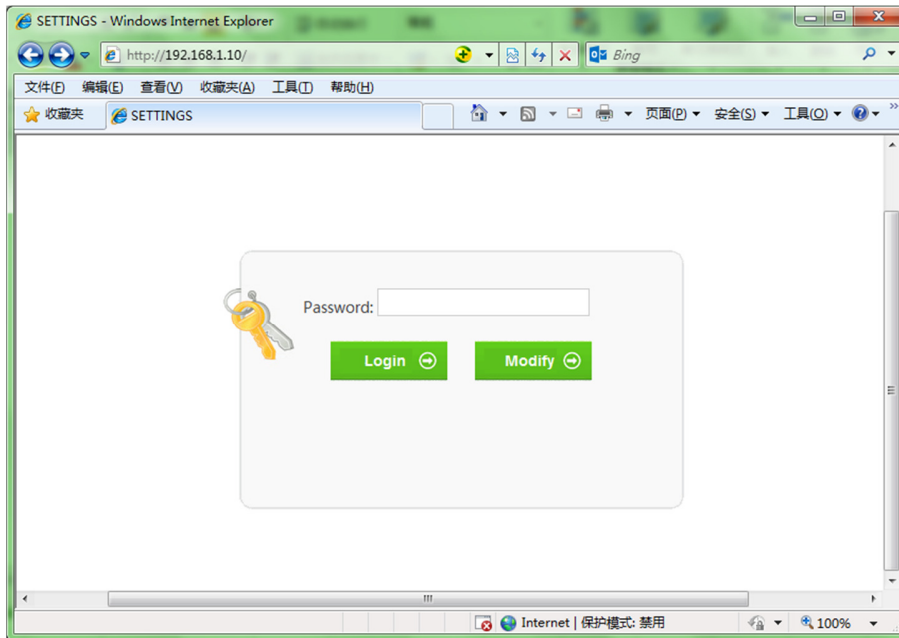 SETTINGS - Windows Internet Explorer
http://192.168.1.10/
Bing
文件(F) 编辑(E) 查看(V) 收藏夹(A) 工具(T) 帮助(H)
收藏夹 SETTINGS 页面(P) 安全(S) 工具(O)
Password:
Login Modify
Internet | 保护模式: 禁用 100%